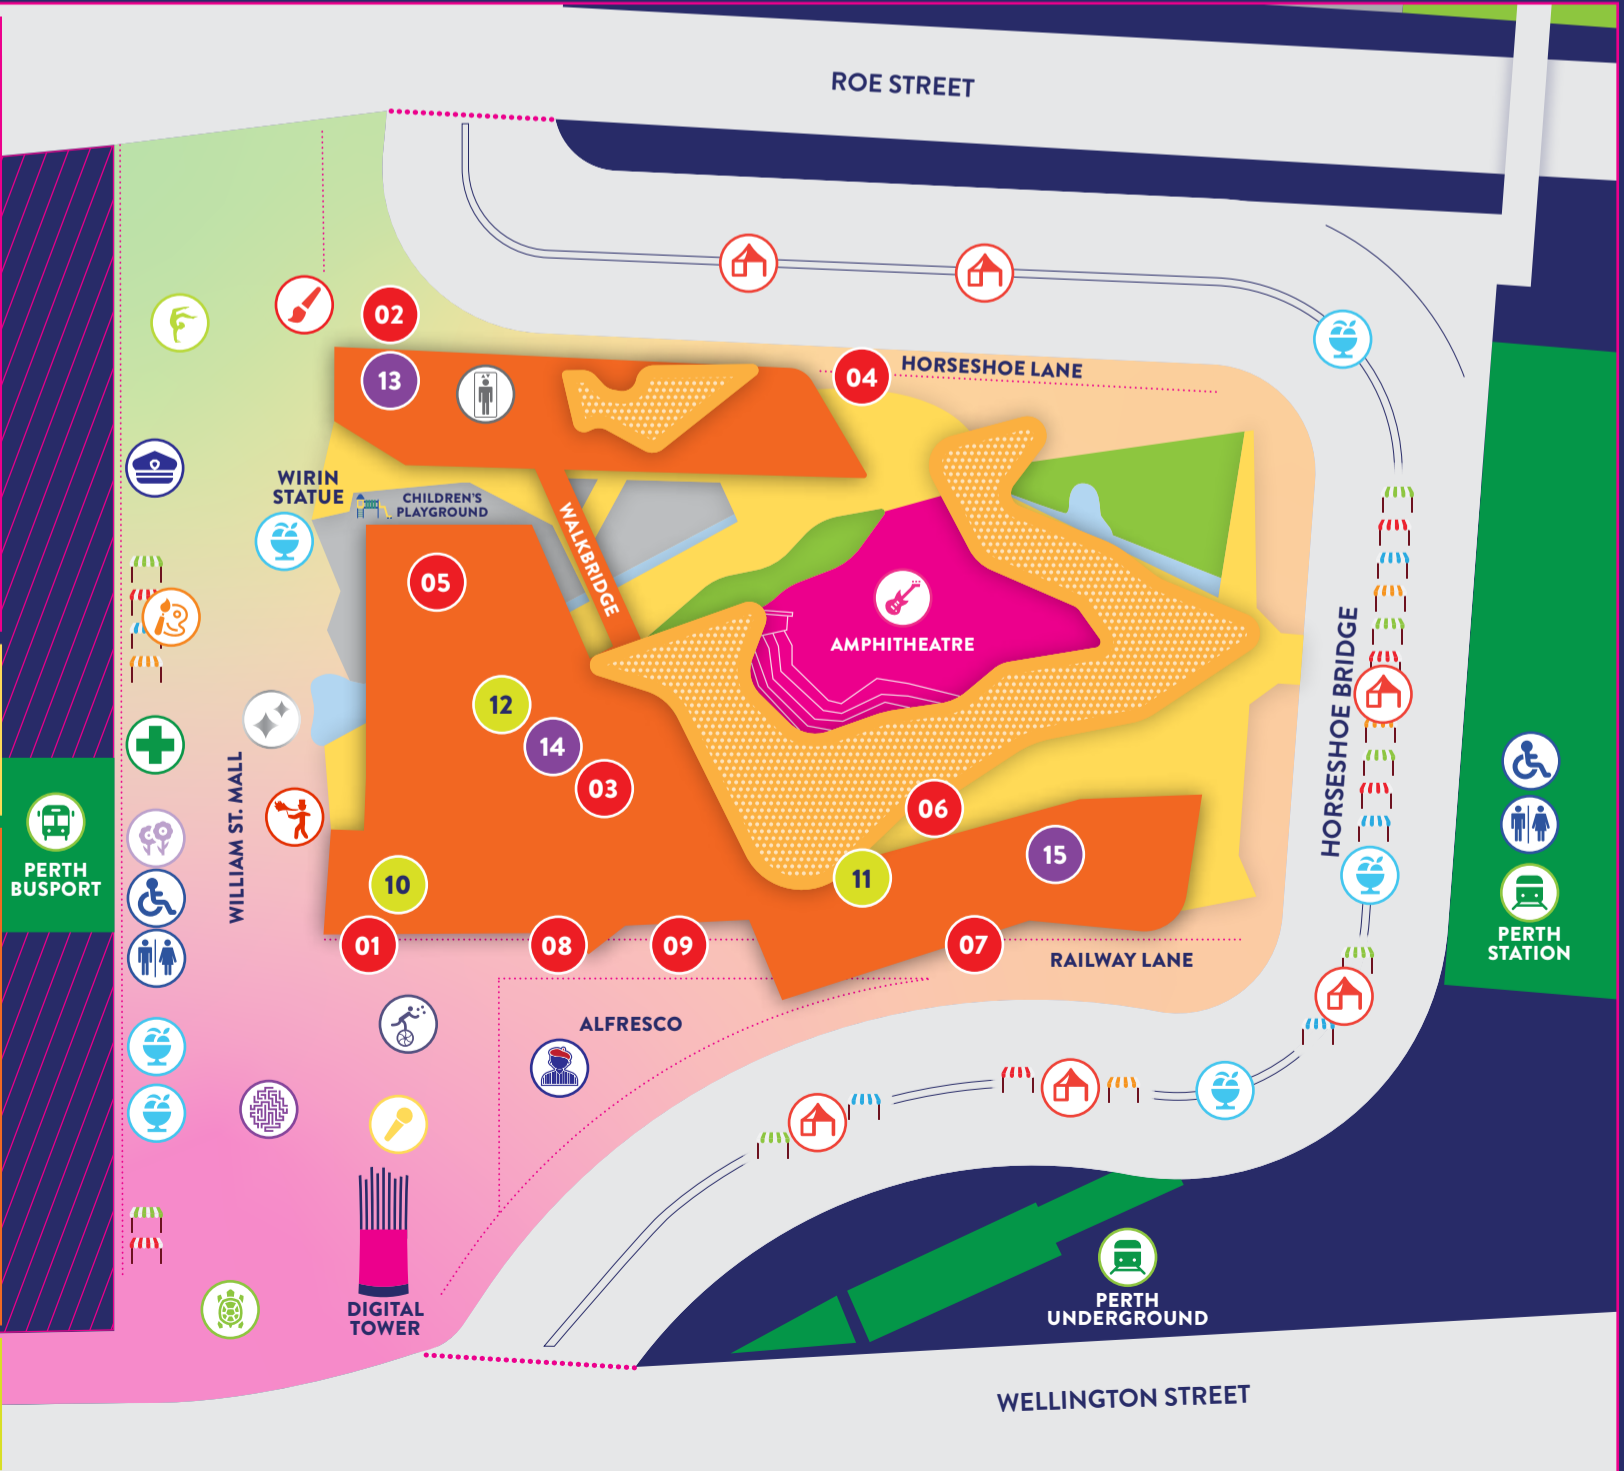 ROE STREET
02
HORSESHOE LANE
04
13
WIRIN
STATUE
CHILDREN'S
PLAYGROUND
WALKBRIDGE
05
AMPHITHEATRE
HORSESHOE BRIDGE
12
14
03
06
WILLIAM ST. MALL
PERTH
BUSPORT
15
11
10
01
08
09
07
RAILWAY LANE
PERTH
STATION
ALFRESCO
DIGITAL
TOWER
PERTH
UNDERGROUND
WELLINGTON STREET